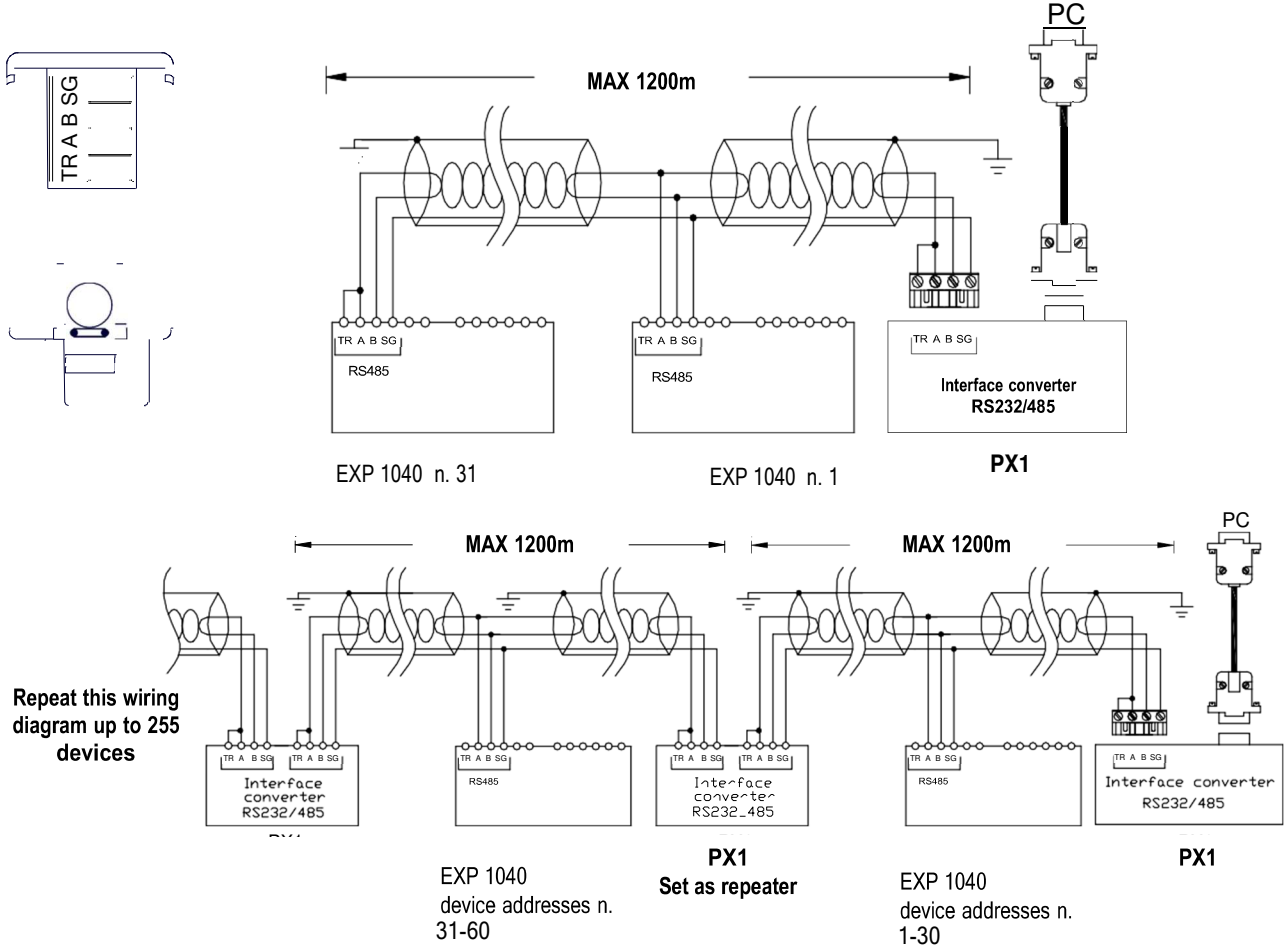 PC
TR A B SG
MAX 1200m
TR A B SG
RS485
TR A B SG
RS485
TR A B SG
Interface converter
RS232/485
EXP 1040 n. 31
EXP 1040 n. 1
PX1
PC
MAX 1200m
MAX 1200m
Repeat this wiring
diagram up to 255
devices
TR A B SG
TR A B SG
Interface
converter
RS232/485
TR A B SG
RS485
TR A B SG
TR A B SG
Interface
converter
RS232_485
TR A B SG
RS485
TR A B SG
Interface converter
RS232/485
PX1
Set as repeater
PX1
EXP 1040
device addresses n.
31-60
EXP 1040
device addresses n.
1-30